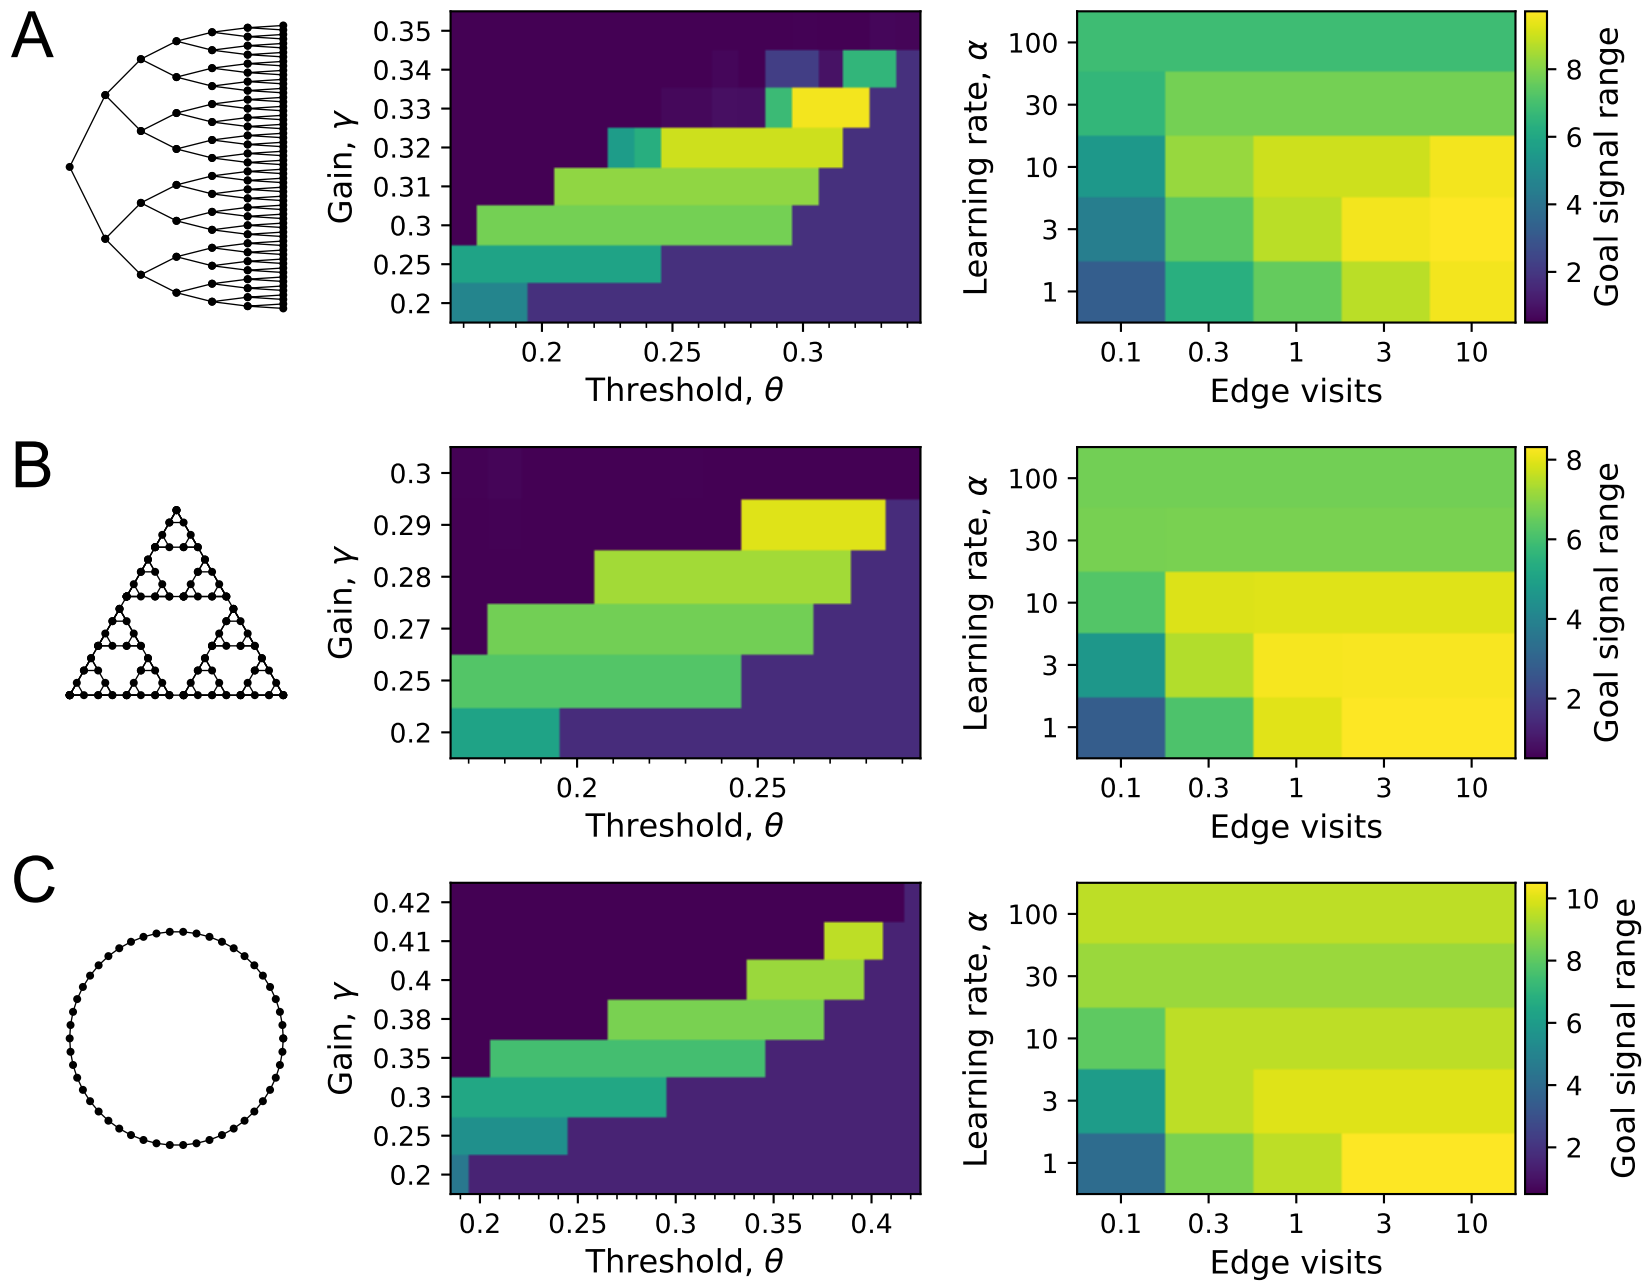 A
Gain, γ
0.35
0.34
0.33
0.32
0.31
0.3
0.25
0.2
0.2 0.25 0.3
Threshold, θ
Learning rate, α
100
30
10
3
1
0.1 0.3 1 3 10
Edge visits
8
6
4
2
Goal signal range
B
Gain, γ
0.3
0.29
0.28
0.27
0.25
0.2
0.2 0.25
Threshold, θ
Learning rate, α
100
30
10
3
1
0.1 0.3 1 3 10
Edge visits
8
6
4
2
Goal signal range
C
Gain, γ
0.42
0.41
0.4
0.38
0.35
0.3
0.25
0.2
0.2 0.25 0.3 0.35 0.4
Threshold, θ
Learning rate, α
100
30
10
3
1
0.1 0.3 1 3 10
Edge visits
10
8
6
4
2
Goal signal range